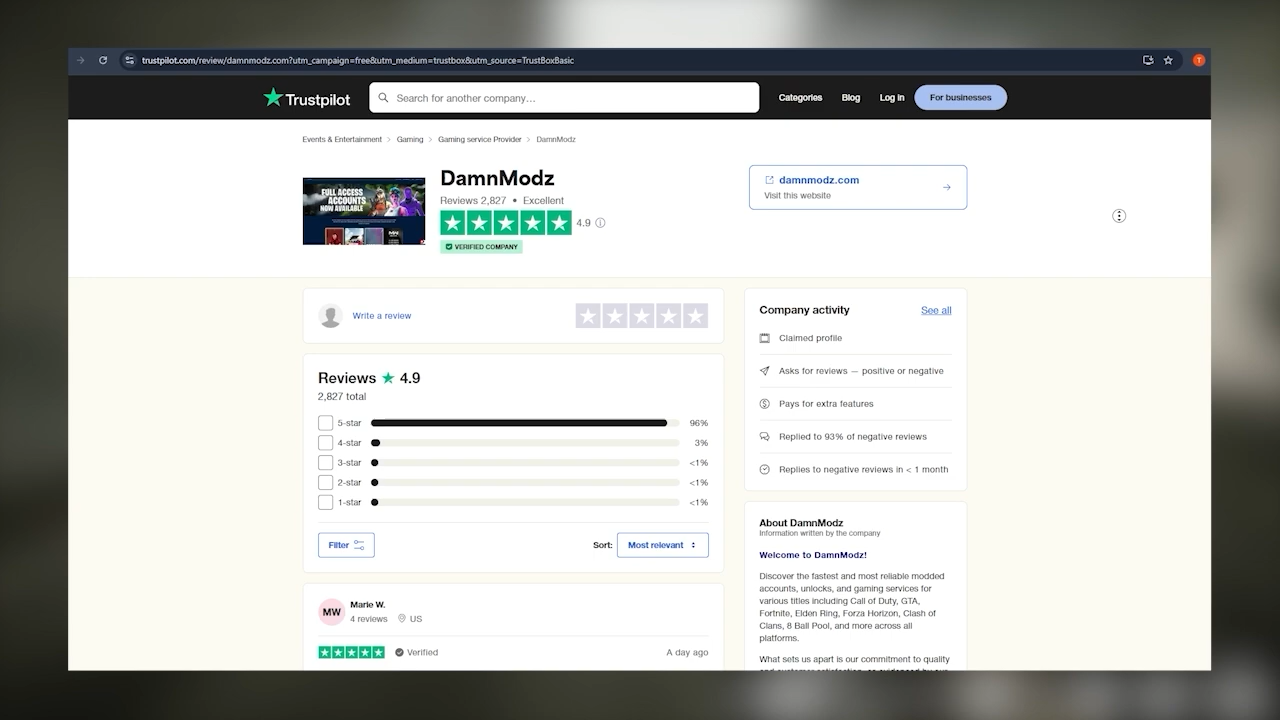 trustpilot.com/review/damnmodz.com?utm_campaign=free&utm_medium=trustbox&utm_source=TrustBoxBasic
T
Trustpilot
Search for another company…
Categories
Blog
Log in
For businesses
Events & Entertainment > Gaming > Gaming service Provider > DamnModz
FULL ACCESS
ACCOUNTS
NOW AVAILABLE
DamnModz
Reviews 2,827 • Excellent
4.9
VERIFIED COMPANY
damnmodz.com
Visit this website
Write a review
Reviews 4.9
2,827 total
5-star 96%
4-star 3%
3-star <1%
2-star <1%
1-star <1%
Filter
Sort: Most relevant
MW
Marie W.
4 reviews US
Verified
A day ago
Company activity
See all
Claimed profile
Asks for reviews — positive or negative
Pays for extra features
Replied to 93% of negative reviews
Replies to negative reviews in < 1 month
About DamnModz
Information written by the company
Welcome to DamnModz!
Discover the fastest and most reliable modded
accounts, unlocks, and gaming services for
various titles including Call of Duty, GTA,
Fortnite, Elden Ring, Forza Horizon, Clash of
Clans, 8 Ball Pool, and more across all
platforms.
What sets us apart is our commitment to quality